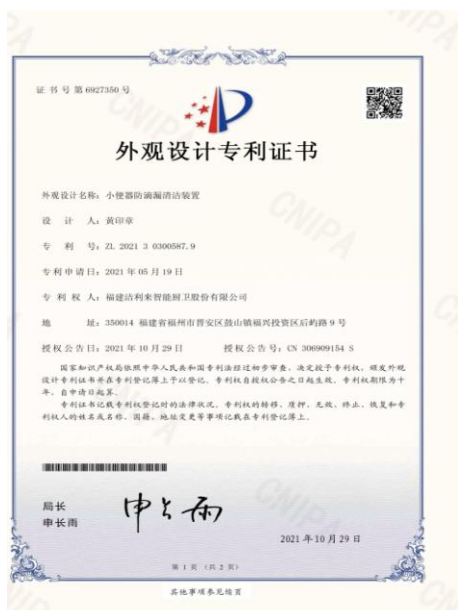 证书号第6927350号
外观设计专利证书
外观设计名称：小便器防滴漏清洁装置
设计人：黄印章
专利号：ZL 2021 3 0300587.9
专利申请日：2021年05月19日
专利权人：福建洁利来智能厨卫股份有限公司
地址：350014 福建省福州市晋安区鼓山镇福兴投资区后屿路9号
授权公告日：2021年10月29日 授权公告号：CN 306909154 S
国家知识产权局依照中华人民共和国专利法经过初步审查，决定授予专利权，颁发外观
设计专利证书并在专利登记簿上予以登记。专利权自授权公告之日起生效。专利权期限为十
年，自申请日起算。
专利证书记载专利权登记时的法律状况。专利权的转移、质押、无效、终止、恢复和专
利权人的姓名或名称、国籍、地址变更等事项记载在专利登记簿上。
局长
申长雨
申长雨
2021年10月29日
第1页（共2页）
其他事项参见续页
CNIPA
CNIPA
CNIPA
CNIPA